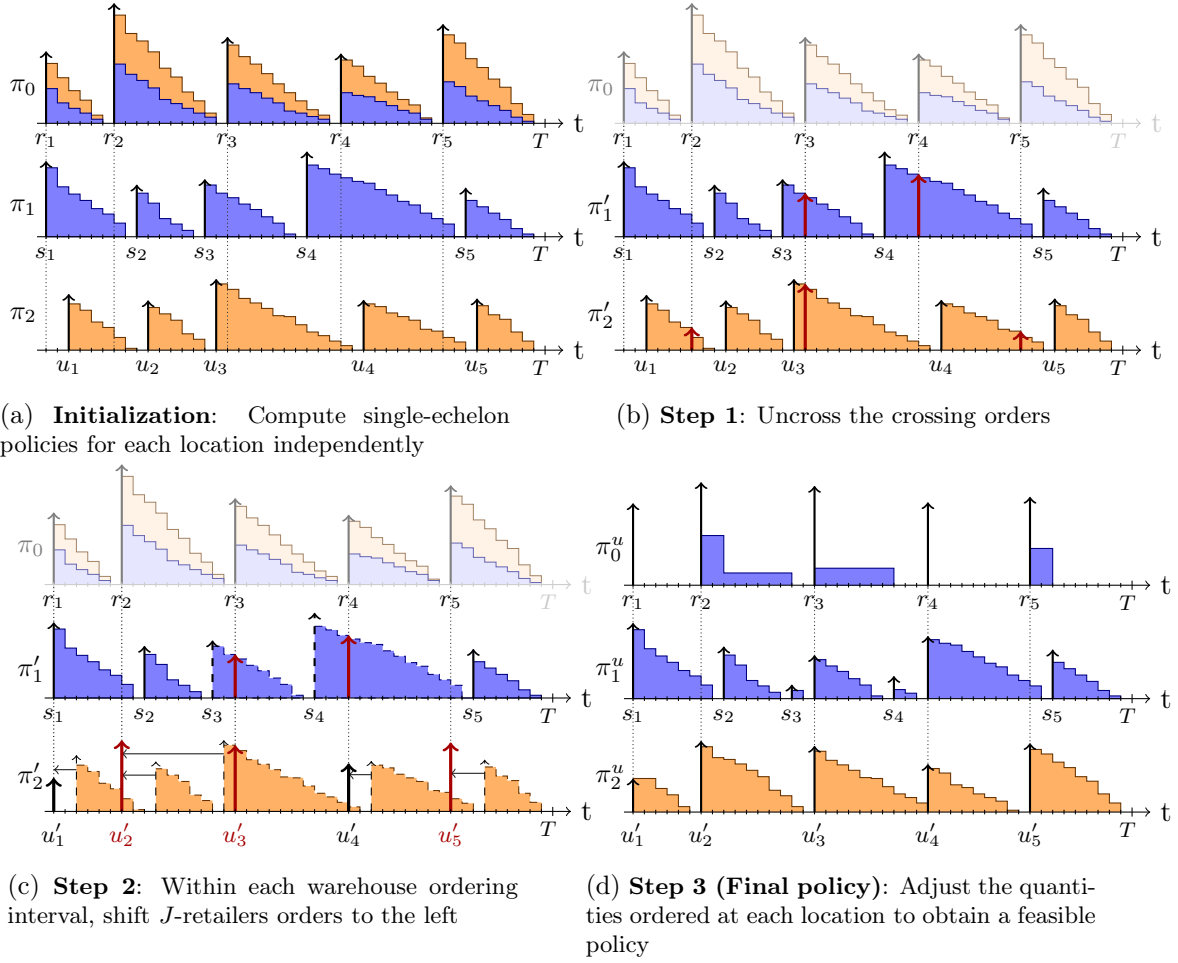 π₀
t
r₁ r₂ r₃ r₄ r₅ T
π₁
t
s₁ s₂ s₃ s₄ s₅ T
π₂
t
u₁ u₂ u₃ u₄ u₅ T
(a) Initialization: Compute single-echelon
policies for each location independently
π₀
t
r₁ r₂ r₃ r₄ r₅ T
π′₁
t
s₁ s₂ s₃ s₄ s₅ T
π′₂
t
u₁ u₂ u₃ u₄ u₅ T
(b) Step 1: Uncross the crossing orders
π₀
t
r₁ r₂ r₃ r₄ r₅ T
π′₁
t
s₁ s₂ s₃ s₄ s₅ T
π′₂
t
u′₁ u′₂ u′₃ u′₄ u′₅ T
(c) Step 2: Within each warehouse ordering
interval, shift J-retailers orders to the left
π₀ᵘ
t
r₁ r₂ r₃ r₄ r₅ T
π₁ᵘ
t
s₁ s₂ s₃ s₄ s₅ T
π₂ᵘ
t
u′₁ u′₂ u′₃ u′₄ u′₅ T
(d) Step 3 (Final policy): Adjust the quanti-
ties ordered at each location to obtain a feasible
policy